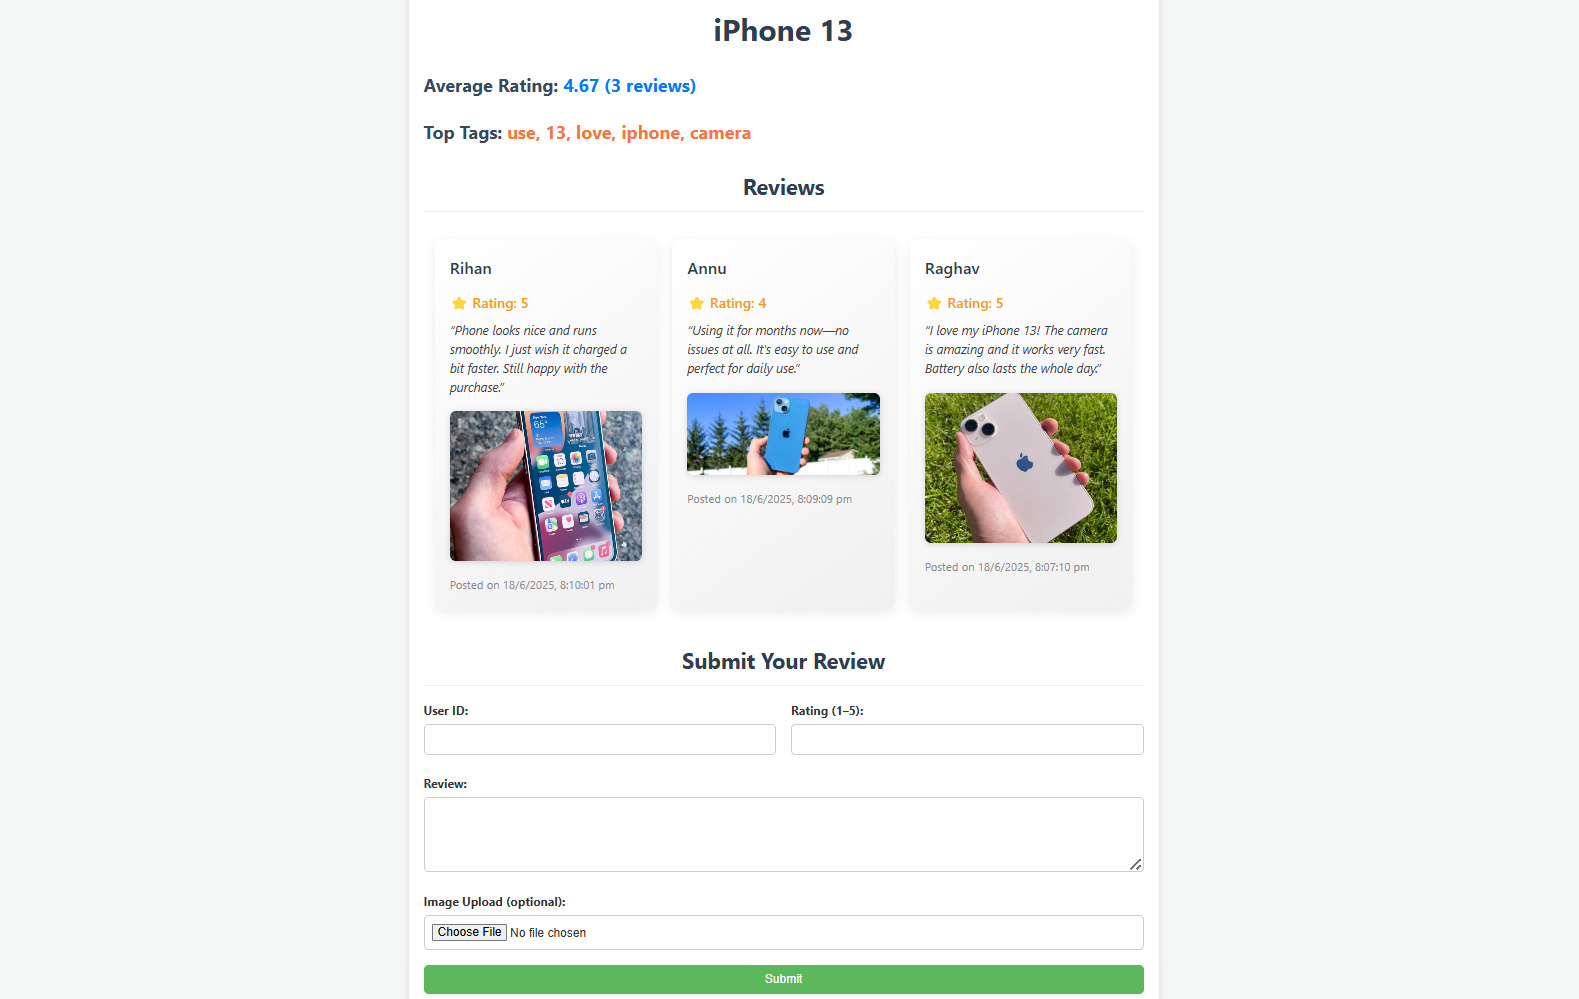 iPhone 13
Average Rating: 4.67 (3 reviews)
Top Tags: use, 13, love, iphone, camera
Reviews
Rihan
Rating: 5
“Phone looks nice and runs
smoothly. I just wish it charged a
bit faster. Still happy with the
purchase.”
Posted on 18/6/2025, 8:10:01 pm
Annu
Rating: 4
“Using it for months now—no
issues at all. It's easy to use and
perfect for daily use.”
Posted on 18/6/2025, 8:09:09 pm
Raghav
Rating: 5
“I love my iPhone 13! The camera
is amazing and it works very fast.
Battery also lasts the whole day.”
Posted on 18/6/2025, 8:07:10 pm
Submit Your Review
User ID:
Rating (1–5):
Review:
Image Upload (optional):
Choose File No file chosen
Submit